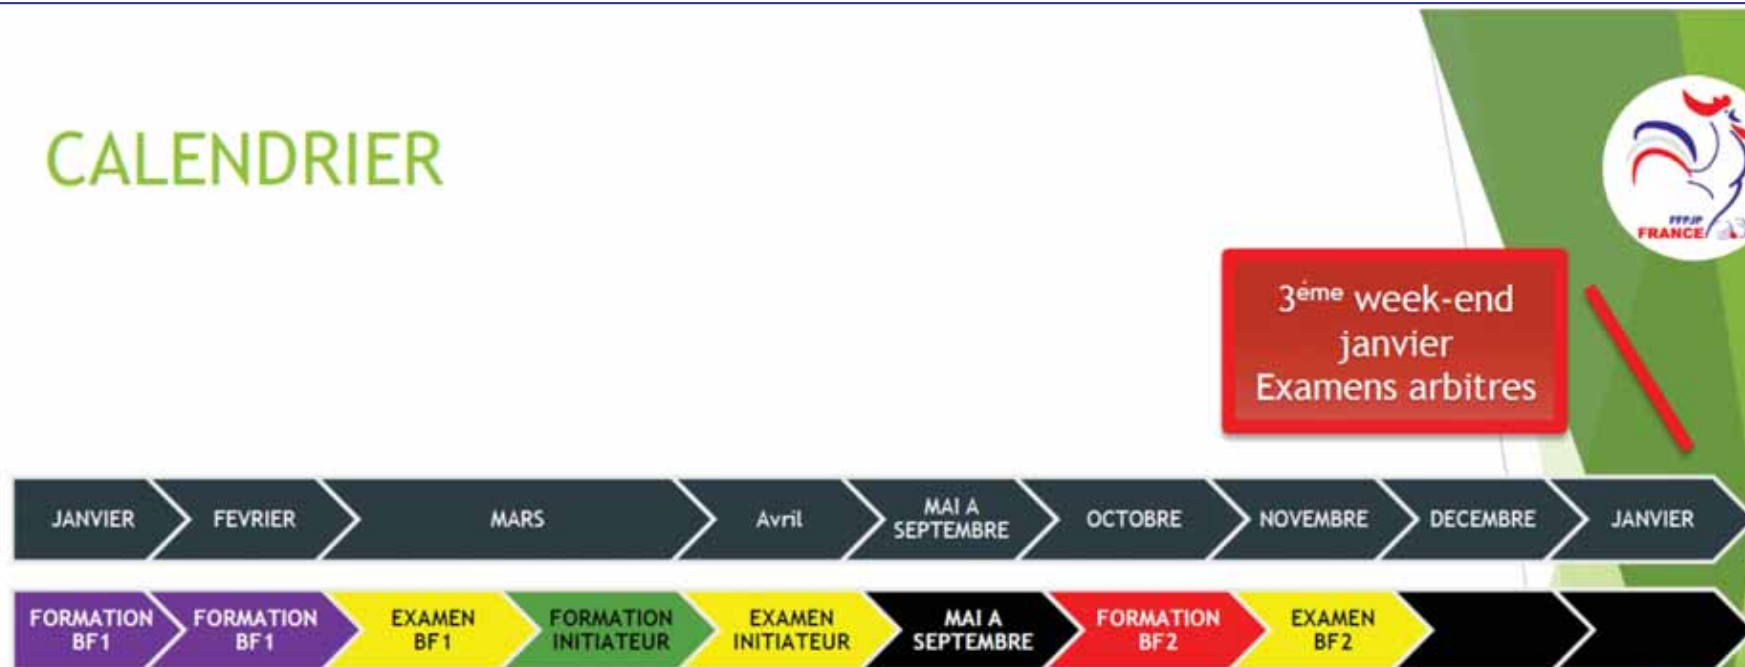 CALENDRIER
FFPJP
FRANCE
3ème week-end
janvier
Examens arbitres
JANVIER
FEVRIER
MARS
Avril
MAI A
SEPTEMBRE
OCTOBRE
NOVEMBRE
DECEMBRE
JANVIER
FORMATION
BF1
FORMATION
BF1
EXAMEN
BF1
FORMATION
INITIATEUR
EXAMEN
INITIATEUR
MAI A
SEPTEMBRE
FORMATION
BF2
EXAMEN
BF2